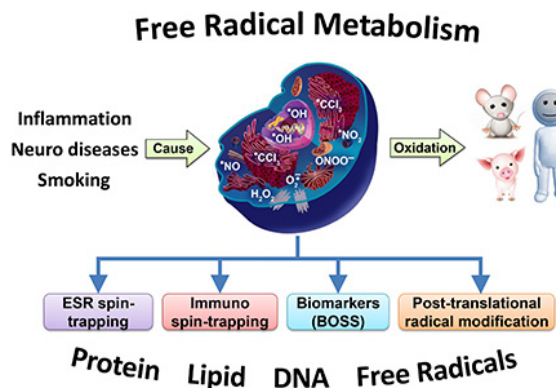 Free Radical Metabolism
Inflammation
Neuro diseases
Smoking
Cause
•OH
•OH
•CCl3
•NO2
•CCl3
•NO
ONOO–
O2•–
H2O2
Oxidation
ESR spin-
trapping
Immuno
spin-trapping
Biomarkers
(BOSS)
Post-translational
radical modification
Protein Lipid DNA Free Radicals